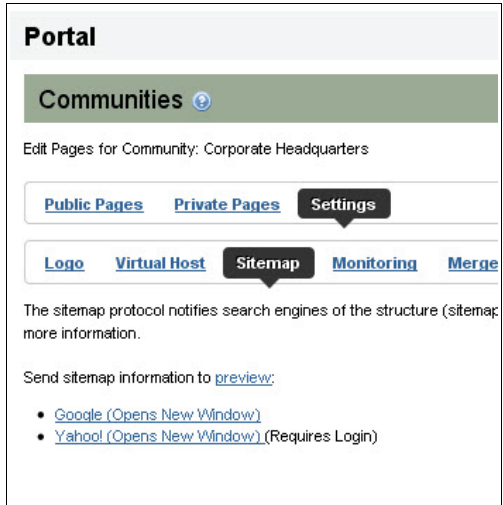 Portal
Communities
Edit Pages for Community: Corporate Headquarters
Public Pages Private Pages Settings
Logo Virtual Host Sitemap Monitoring Merge
The sitemap protocol notifies search engines of the structure (sitemap
more information.
Send sitemap information to preview:
• Google (Opens New Window)
• Yahoo! (Opens New Window) (Requires Login)